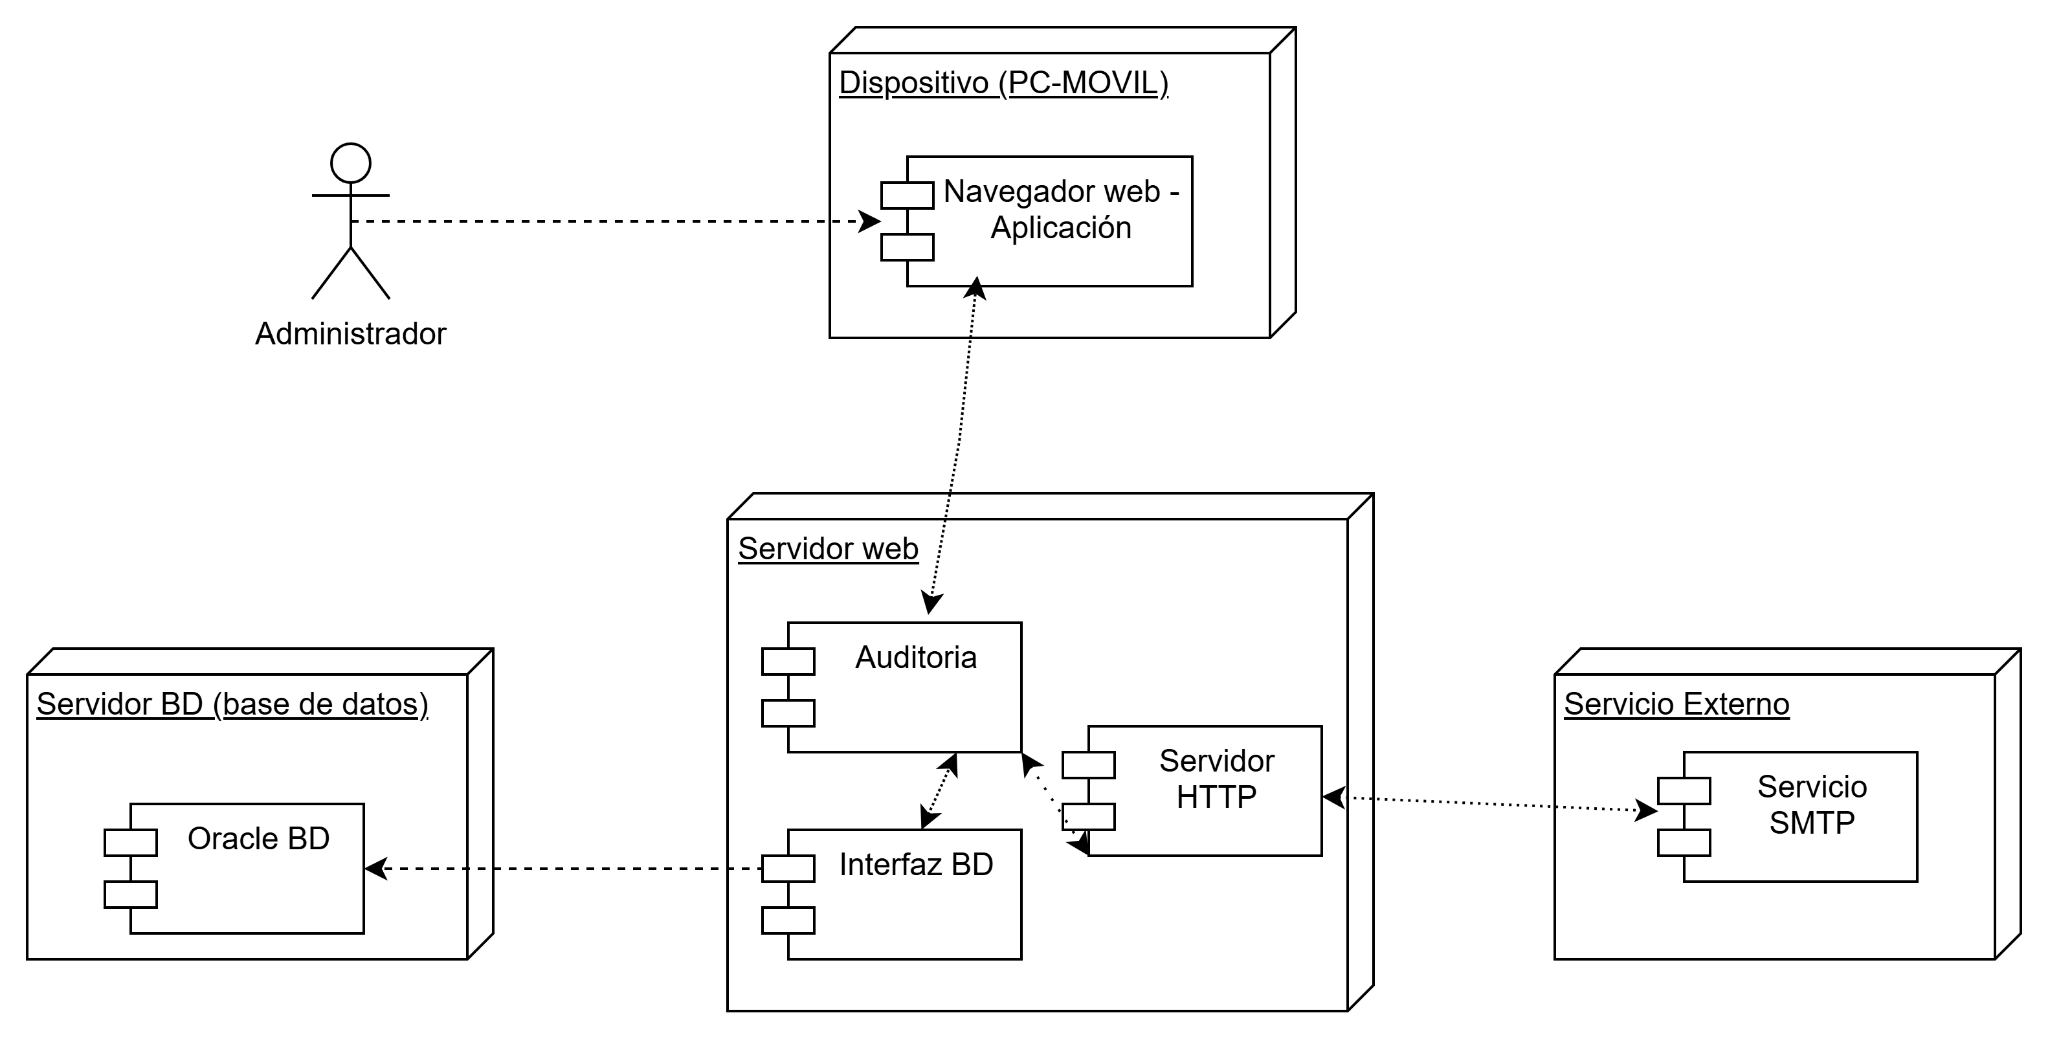 Dispositivo (PC-MOVIL)
Navegador web -
Aplicación
Administrador
Servidor web
Auditoria
Servidor
HTTP
Interfaz BD
Servidor BD (base de datos)
Oracle BD
Servicio Externo
Servicio
SMTP